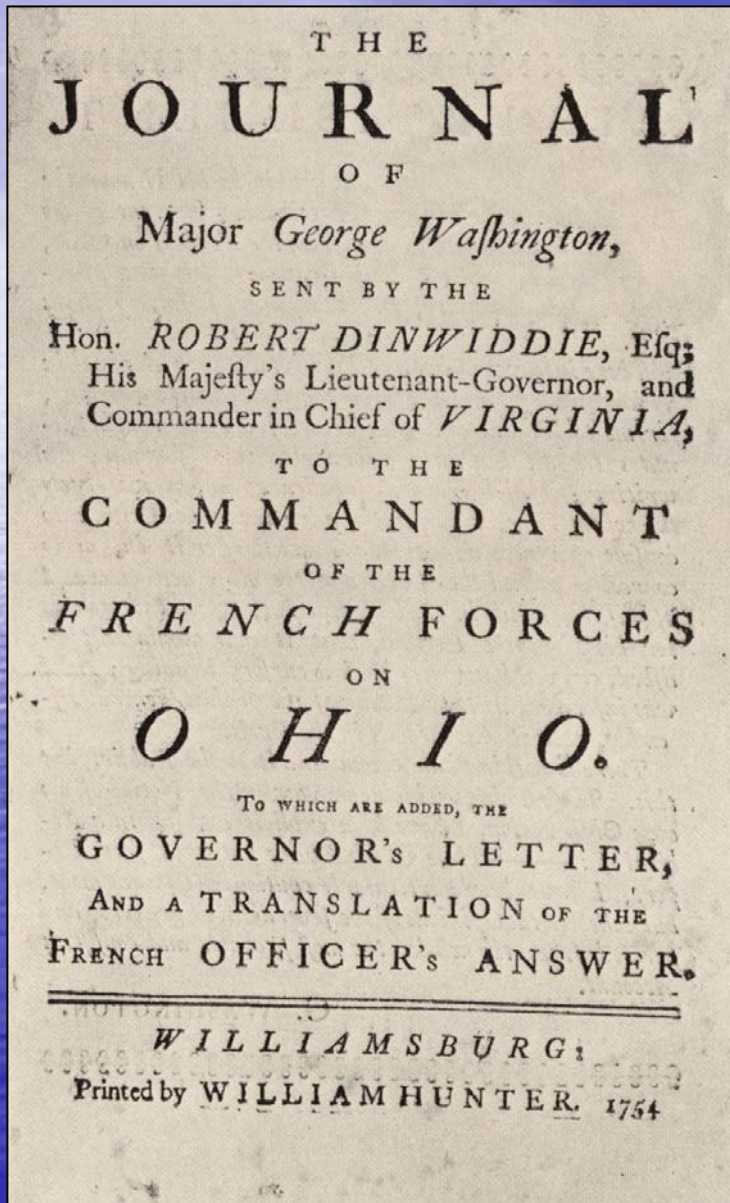 THE
JOURNAL
OF
Major George Waſhington,
SENT BY THE
Hon. ROBERT DINWIDDIE, Eſq;
His Majeſty's Lieutenant-Governor, and
Commander in Chief of VIRGINIA,
TO THE
COMMANDANT
OF THE
FRENCH FORCES
ON
OHIO.
TO WHICH ARE ADDED, THE
GOVERNOR's LETTER,
AND A TRANSLATION OF THE
FRENCH OFFICER's ANSWER.
WILLIAMSBURG:
Printed by WILLIAM HUNTER. 1754